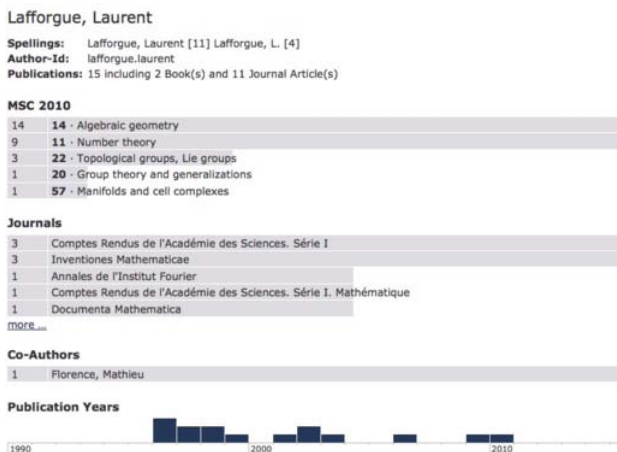 Lafforgue, Laurent
Spellings: Lafforgue, Laurent [11] Lafforgue, L. [4]
Author-Id: lafforgue.laurent
Publications: 15 including 2 Book(s) and 11 Journal Article(s)
MSC 2010
14 14 · Algebraic geometry
9 11 · Number theory
3 22 · Topological groups, Lie groups
1 20 · Group theory and generalizations
1 57 · Manifolds and cell complexes
Journals
3 Comptes Rendus de l'Académie des Sciences. Série I
3 Inventiones Mathematicae
1 Annales de l'Institut Fourier
1 Comptes Rendus de l'Académie des Sciences. Série I. Mathématique
1 Documenta Mathematica
more ...
Co-Authors
1 Florence, Mathieu
Publication Years
1990 2000 2010